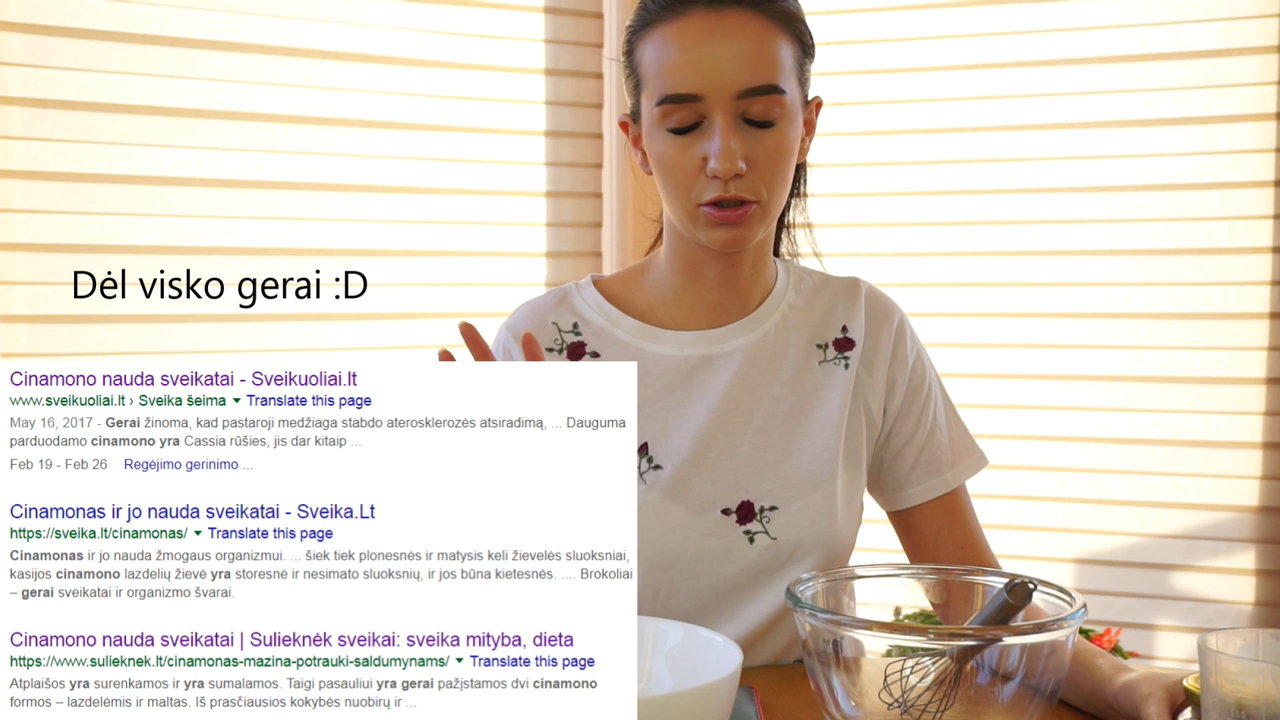 Dėl visko gerai :D
Cinamono nauda sveikatai - Sveikuoliai.lt
www.sveikuoliai.lt › Sveika šeima ▼ Translate this page
May 16, 2017 - Gerai žinoma, kad pastaroji medžiaga stabdo aterosklerozės atsiradimą, ... Dauguma
parduodamo cinamono yra Cassia rūšies, jis dar kitaip ...
Feb 19 - Feb 26 Regėjimo gerinimo ...
Cinamonas ir jo nauda sveikatai - Sveika.Lt
https://sveika.lt/cinamonas/ ▼ Translate this page
Cinamonas ir jo nauda žmogaus organizmui. ... šiek tiek plonesnės ir matysis keli žievelės sluoksniai,
kasijos cinamono lazdelių žievė yra storesnė ir nesimato sluoksnių, ir jos būna kietesnės. .... Brokoliai
– gerai sveikatai ir organizmo švarai.
Cinamono nauda sveikatai | Sulieknėk sveikai: sveika mityba, dieta
https://www.sulieknek.lt/cinamonas-mazina-potrauki-saldumynams/ ▼ Translate this page
Atplaišos yra surenkamos ir yra sumalamos. Taigi pasauliui yra gerai pažįstamos dvi cinamono
formos – lazdelėmis ir maltas. Iš prasčiausios kokybės nuobirų ir ...